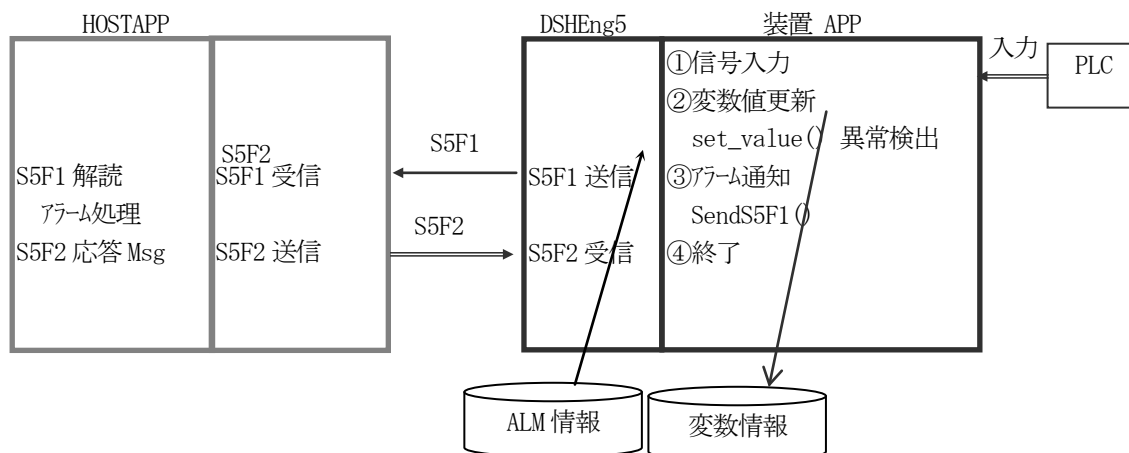 HOSTAPP
DSHEng5
装置 APP
①信号入力
入力
PLC
②変数値更新
set_value() 異常検出
S5F2
S5F1
S5F1 解読
S5F1 受信
S5F1 送信
③アラーム通知
アラーム処理
SendS5F1()
S5F2
S5F2 応答 Msg
S5F2 送信
S5F2 受信
④終了
ALM 情報
変数情報